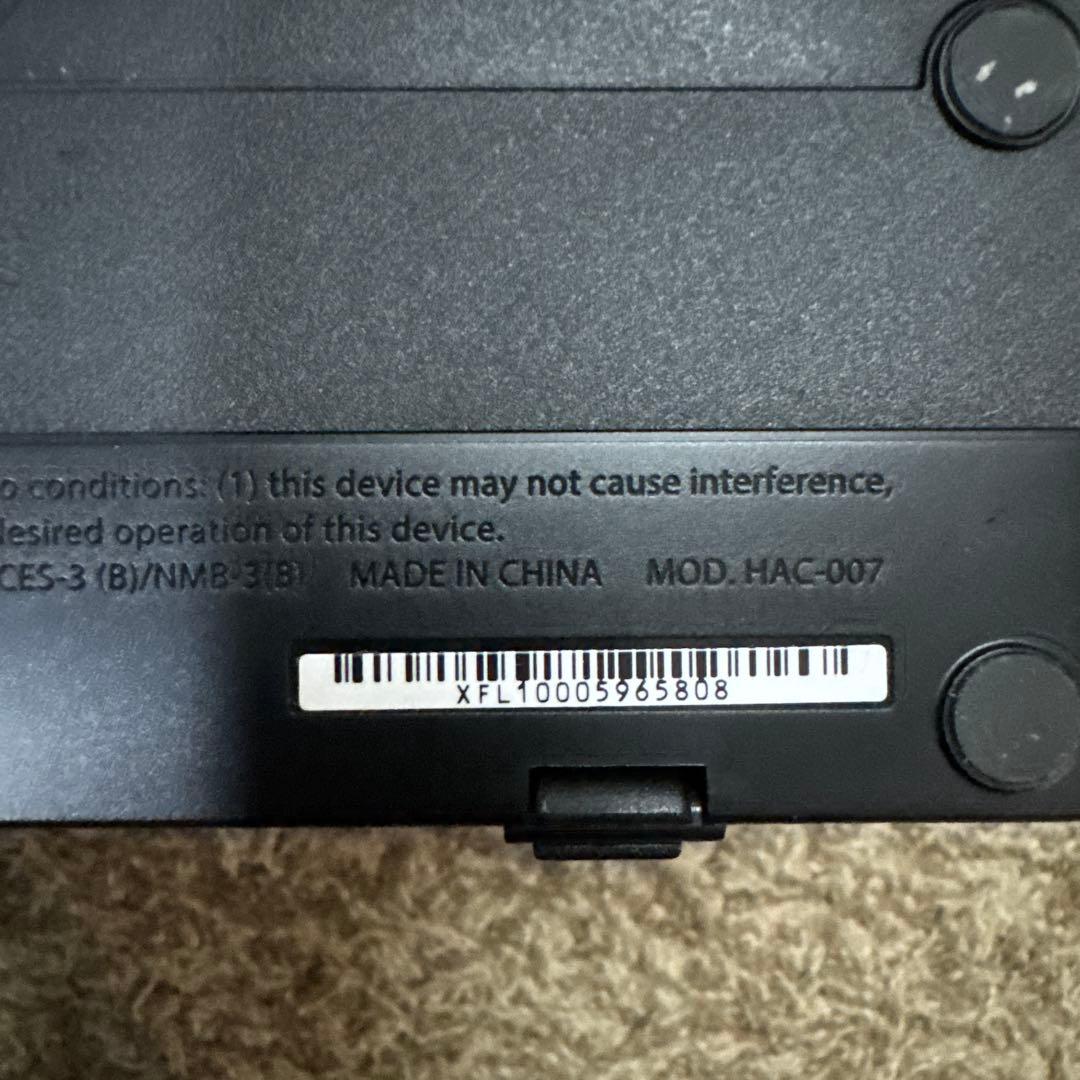 o conditions: (1) this device may not cause interference,
desired operation of this device.
CES-3 (B)/NMB-3(B) MADE IN CHINA MOD. HAC-007
XFL10005965808